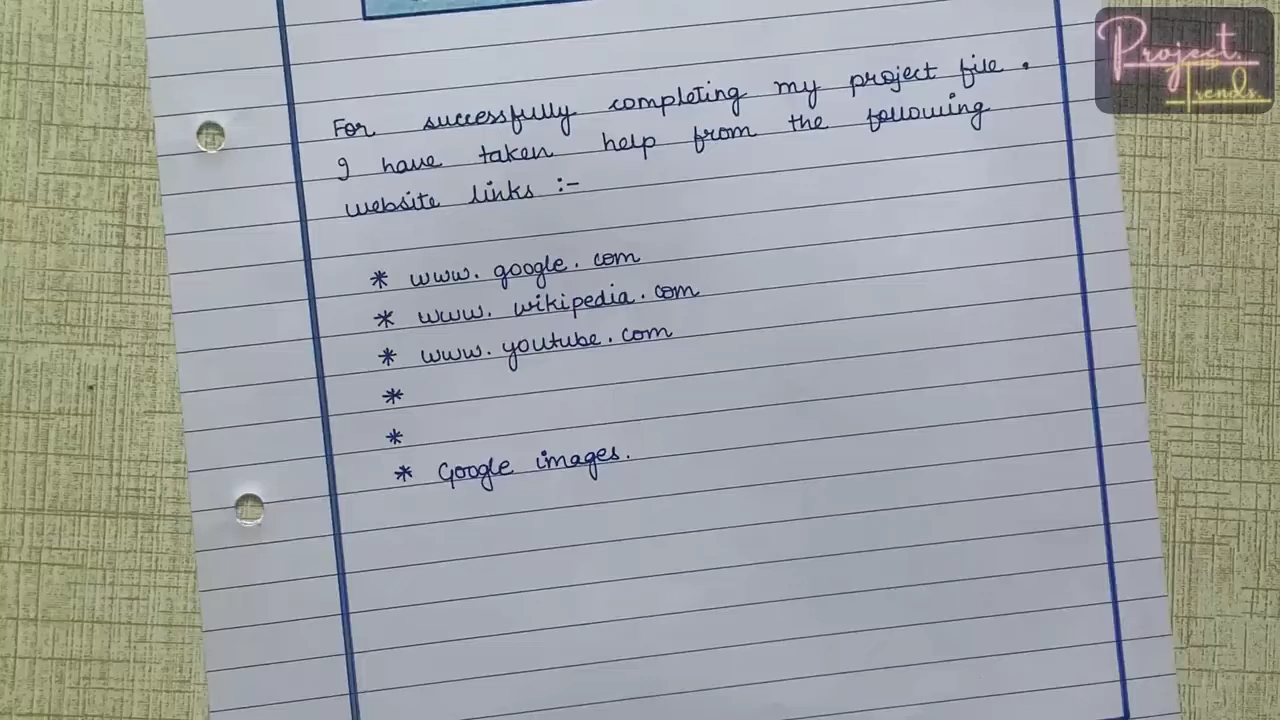 Project
Trends.
For successfully completing my project file.
I have taken help from the following
website links :-
* www.google.com
* www.wikipedia.com
* www.youtube.com
*
*
* Google images.